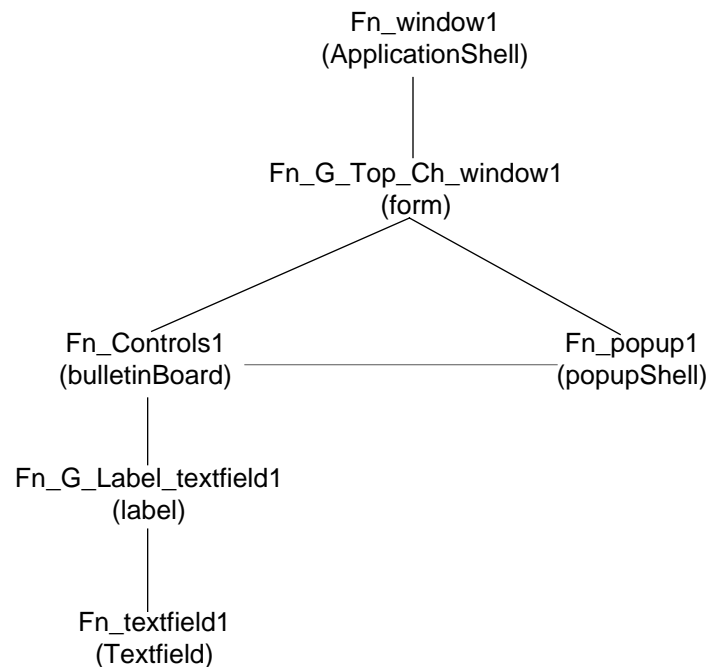 Fn_window1
(ApplicationShell)
Fn_G_Top_Ch_window1
(form)
Fn_Controls1
(bulletinBoard)
Fn_popup1
(popupShell)
Fn_G_Label_textfield1
(label)
Fn_textfield1
(Textfield)